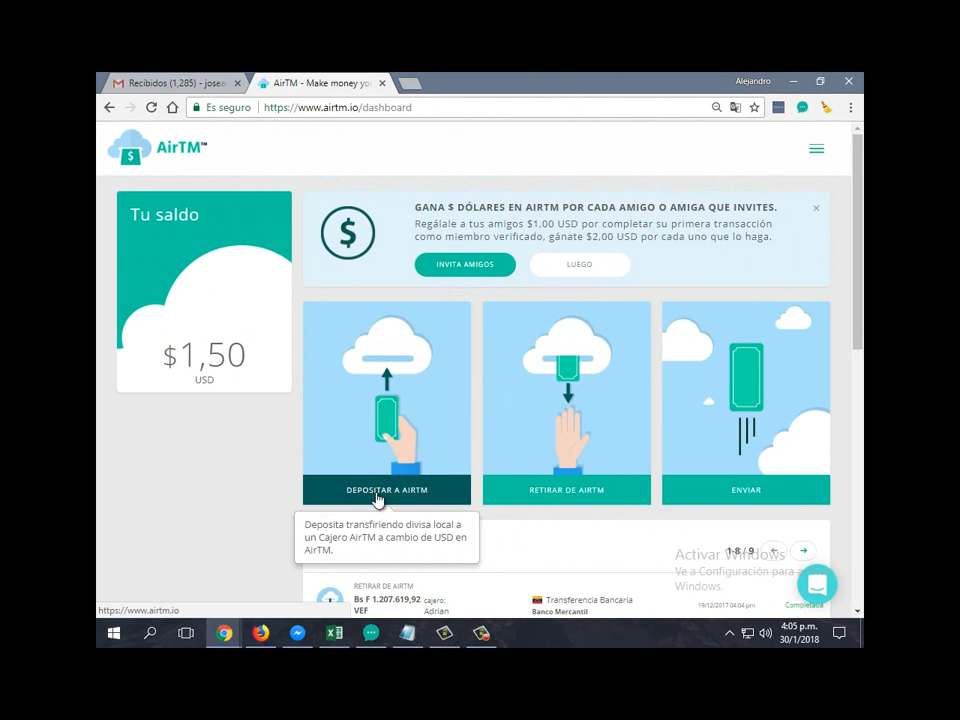 Recibidos (1,285) - josea
AirTM - Make money yo
Alejandro
Es seguro
https://www.airtm.io/dashboard
AirTM™
Tu saldo
$1,50
USD
GANA $ DÓLARES EN AIRTM POR CADA AMIGO O AMIGA QUE INVITES.
Regálale a tus amigos $1,00 USD por completar su primera transacción
como miembro verificado, gánate $2,00 USD por cada uno que lo haga.
INVITA AMIGOS
LUEGO
DEPOSITAR A AIRTM
RETIRAR DE AIRTM
ENVIAR
Deposita transfiriendo divisa local a
un Cajero AirTM a cambio de USD en
AirTM.
1-8 / 9
Activar Windows
Ve a Configuración para
Windows.
RETIRAR DE AIRTM
Bs F 1.207.619,92
VEF
cajero:
Adrian
Transferencia Bancaria
Banco Mercantil
19/12/2017 04:04 pm
Completada
https://www.airtm.io
4:05 p.m.
30/1/2018